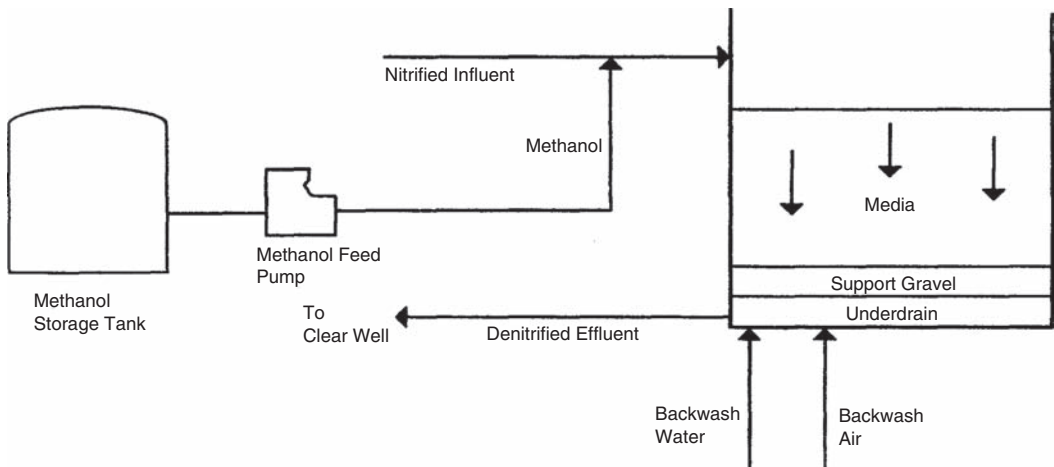 Nitrified Influent
Methanol
Media
Methanol Feed
Pump
Support Gravel
Underdrain
Methanol
Storage Tank
To
Clear Well
Denitrified Effluent
Backwash
Water
Backwash
Air